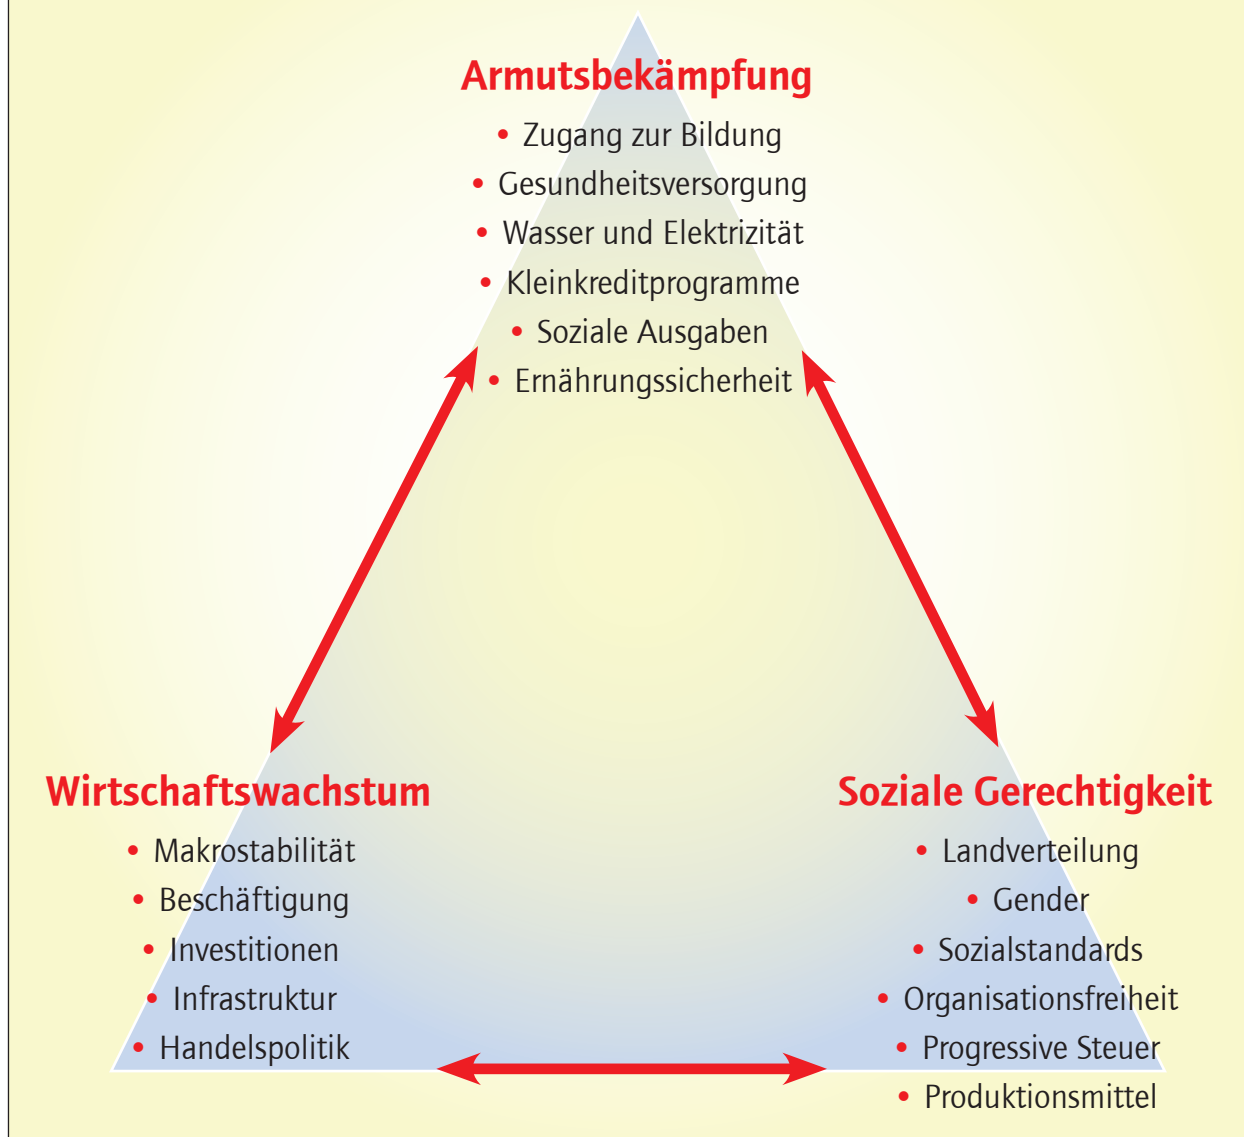 Armutsbekämpfung
• Zugang zur Bildung
• Gesundheitsversorgung
• Wasser und Elektrizität
• Kleinkreditprogramme
• Soziale Ausgaben
• Ernährungssicherheit
Wirtschaftswachstum
• Makrostabilität
• Beschäftigung
• Investitionen
• Infrastruktur
• Handelspolitik
Soziale Gerechtigkeit
• Landverteilung
• Gender
• Sozialstandards
• Organisationsfreiheit
• Progressive Steuer
• Produktionsmittel